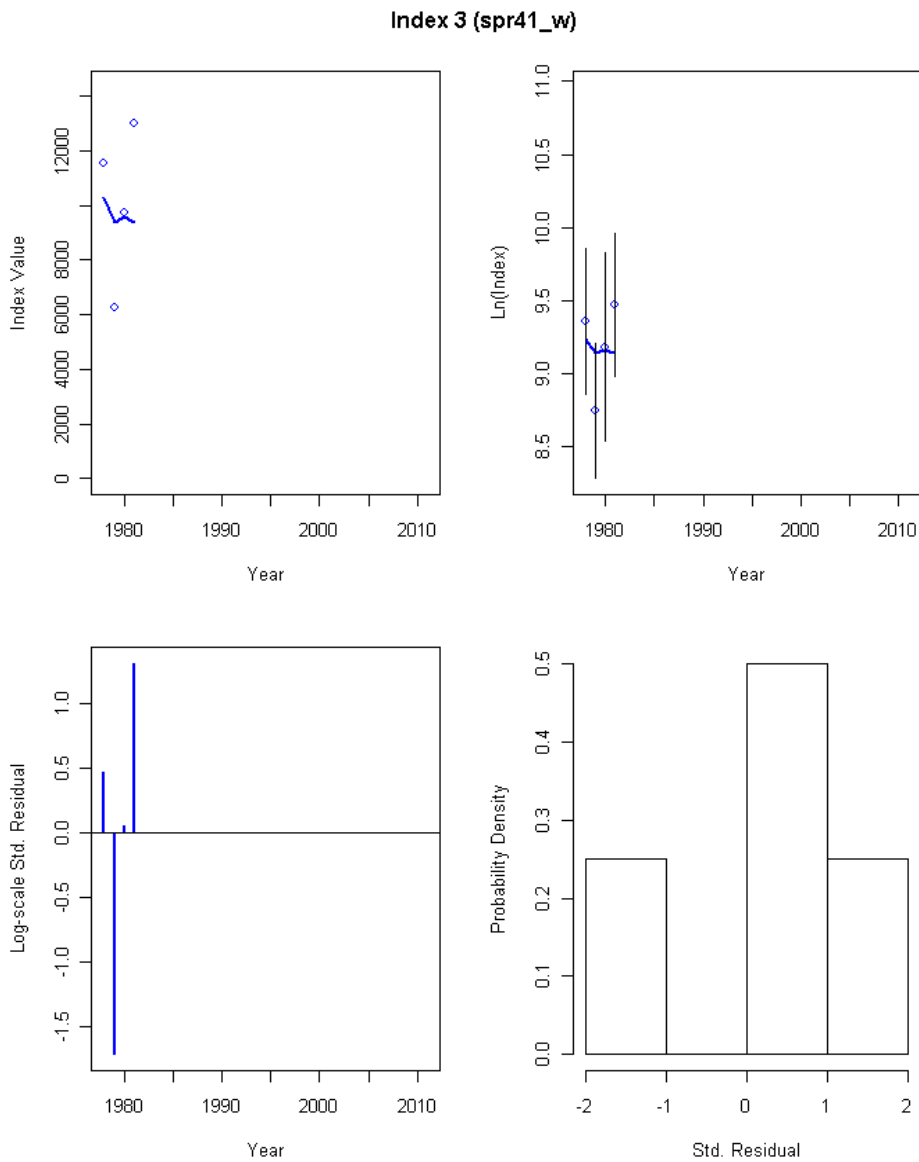 Index 3 (spr41_w)
Index Value
0 2000 4000 6000 8000 12000
1980 1990 2000 2010
Year
Ln(Index)
8.5 9.0 9.5 10.0 10.5 11.0
1980 1990 2000 2010
Year
Log-scale Std. Residual
-1.5 -1.0 -0.5 0.0 0.5 1.0
1980 1990 2000 2010
Year
Probability Density
0.0 0.1 0.2 0.3 0.4 0.5
-2 -1 0 1 2
Std. Residual